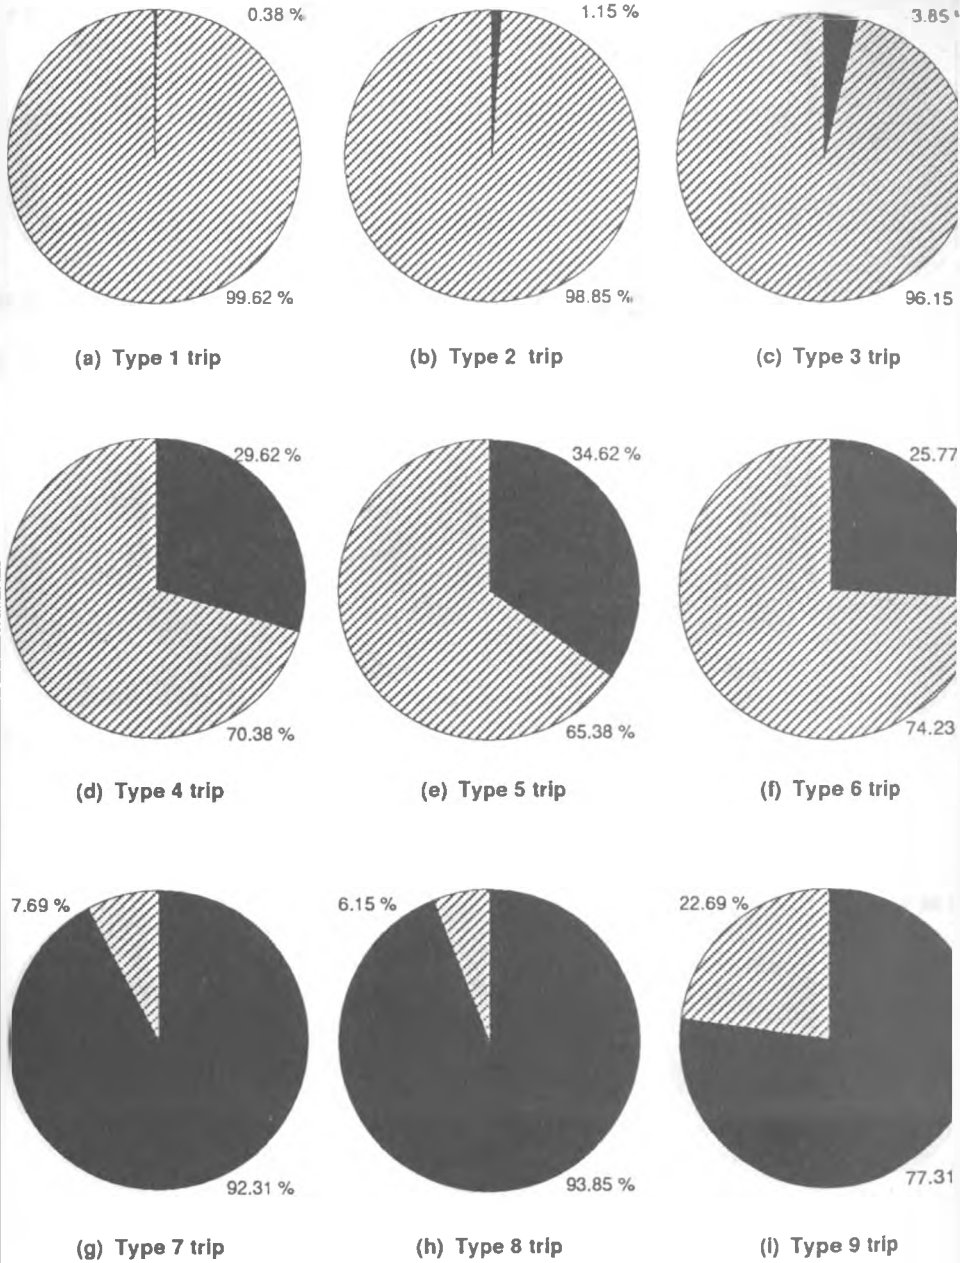 0.38 % 1.15 % 3.85
99.62 % 98.85 % 96.15
(a) Type 1 trip (b) Type 2 trip (c) Type 3 trip
29.62 % 34.62 % 25.77
70.38 % 65.38 % 74.23
(d) Type 4 trip (e) Type 5 trip (f) Type 6 trip
7.69 % 6.15 % 22.69 %
92.31 % 93.85 % 77.31
(g) Type 7 trip (h) Type 8 trip (i) Type 9 trip